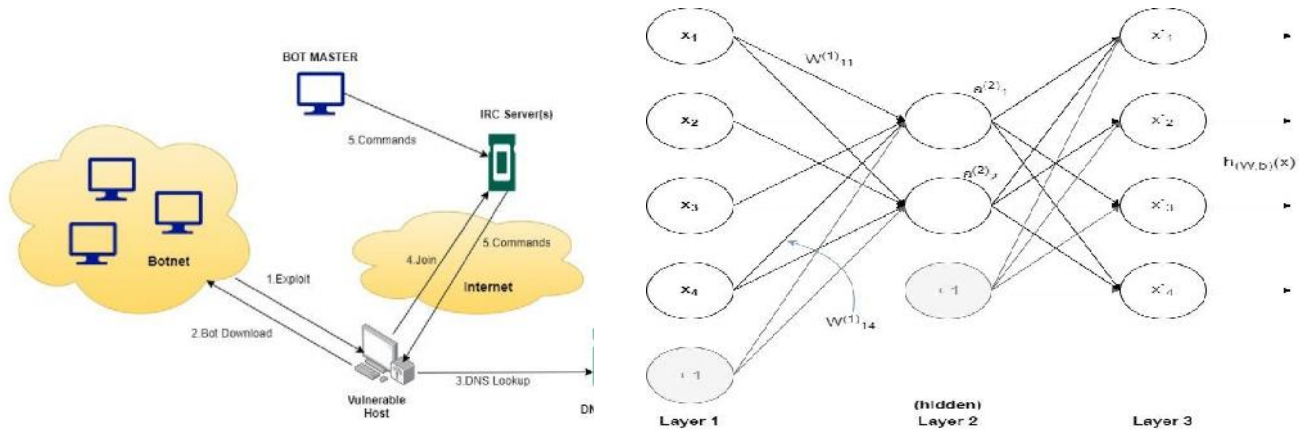 BOT MASTER
IRC Server(s)
5.Commands
5.Commands
4.Join
Botnet
Internet
1.Exploit
2.Bot Download
3.DNS Lookup
Vulnerable
Host
x₁
x₂
x₃
x₄
W⁽¹⁾₁₁
a⁽²⁾₁
a⁽²⁾₂
W⁽¹⁾₁₄
h(W,b)(x)
(hidden)
Layer 1
Layer 2
Layer 3